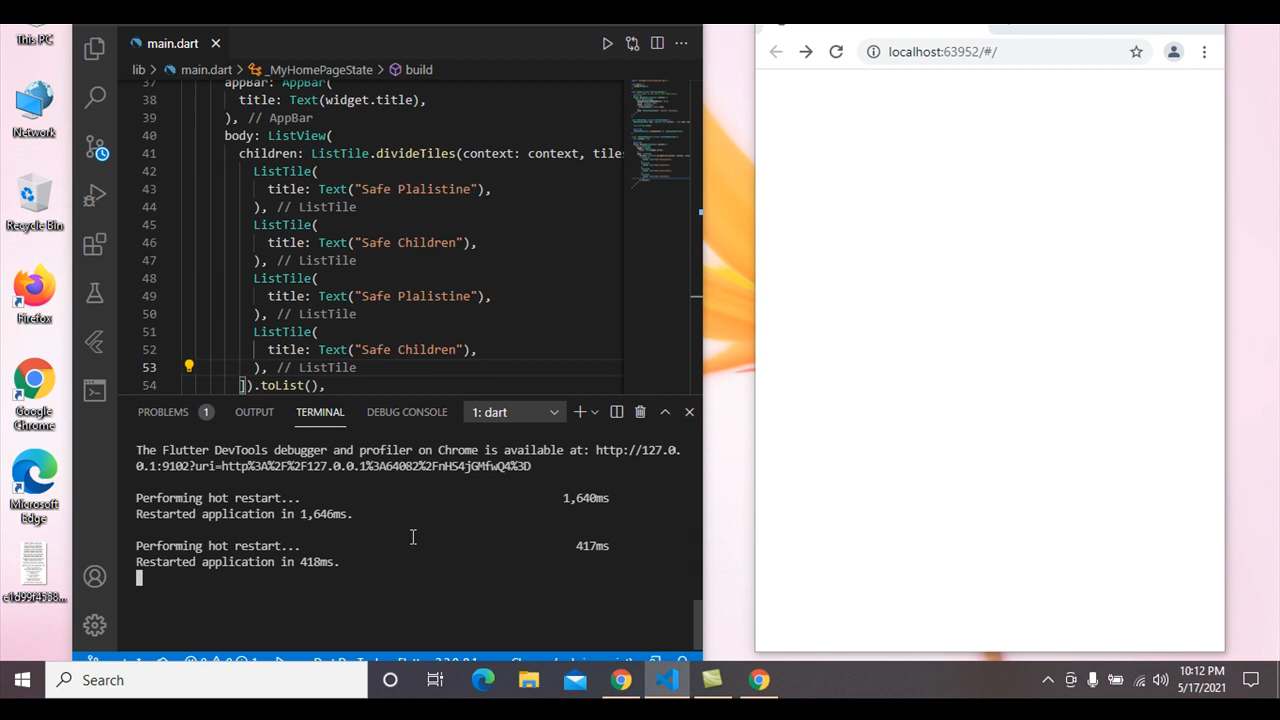 This PC
Network
Recycle Bin
Firefox
Google
Chrome
Microsoft
Edge
main.dart
lib > main.dart > _MyHomePageState > build
37 appBar: AppBar(
38 title: Text(widget.title),
39 ), // AppBar
40 body: ListView(
41 children: ListTile.divideTiles(context: context, tiles
42 ListTile(
43 title: Text("Safe Plalistine"),
44 ), // ListTile
45 ListTile(
46 title: Text("Safe Children"),
47 ), // ListTile
48 ListTile(
49 title: Text("Safe Plalistine"),
50 ), // ListTile
51 ListTile(
52 title: Text("Safe Children"),
53 ), // ListTile
54 ]).toList(),
PROBLEMS 1 OUTPUT TERMINAL DEBUG CONSOLE 1: dart
The Flutter DevTools debugger and profiler on Chrome is available at: http://127.0.
0.1:9102?uri=http%3A%2F%2F127.0.0.1%3A64082%2FnHS4jGMfwQ4%3D
Performing hot restart... 1,640ms
Restarted application in 1,646ms.
Performing hot restart... 417ms
Restarted application in 418ms.
localhost:63952/#/
Search
10:12 PM
5/17/2021